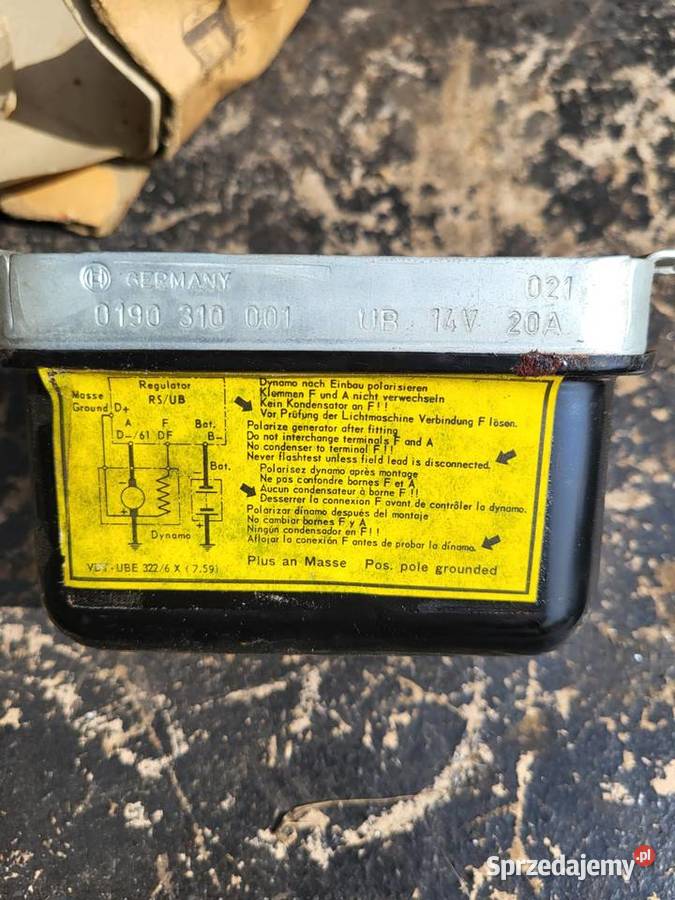 GERMANY
021
0190 310 001 UB 14V 20A
Regulator
RS/UB
Masse
Ground
D+
A F Bat.
D-/61 DF B-
Bat.
Dynamo
VDT-UBE 322/6 X (7.59)
Dynamo nach Einbau polarisieren
Klemmen F und A nicht verwechseln
Kein Kondensator an F!!
Vor Prüfung der Lichtmaschine Verbindung F lösen.
Polarize generator after fitting
Do not interchange terminals F and A
No condenser to terminal F!!
Never flashtest unless field lead is disconnected.
Polarisez dynamo après montage
Ne pas confondre bornes F et A
Aucun condensateur à borne F!!
Desserrer la connexion F avant de contrôler la dynamo.
Polarizar dínamo después del montaje
No cambiar bornes F y A
Ningún condensador en F!!
Aflojar la conexión F antes de probar la dínamo.
Plus an Masse Pos. pole grounded
Sprzedajemy.pl